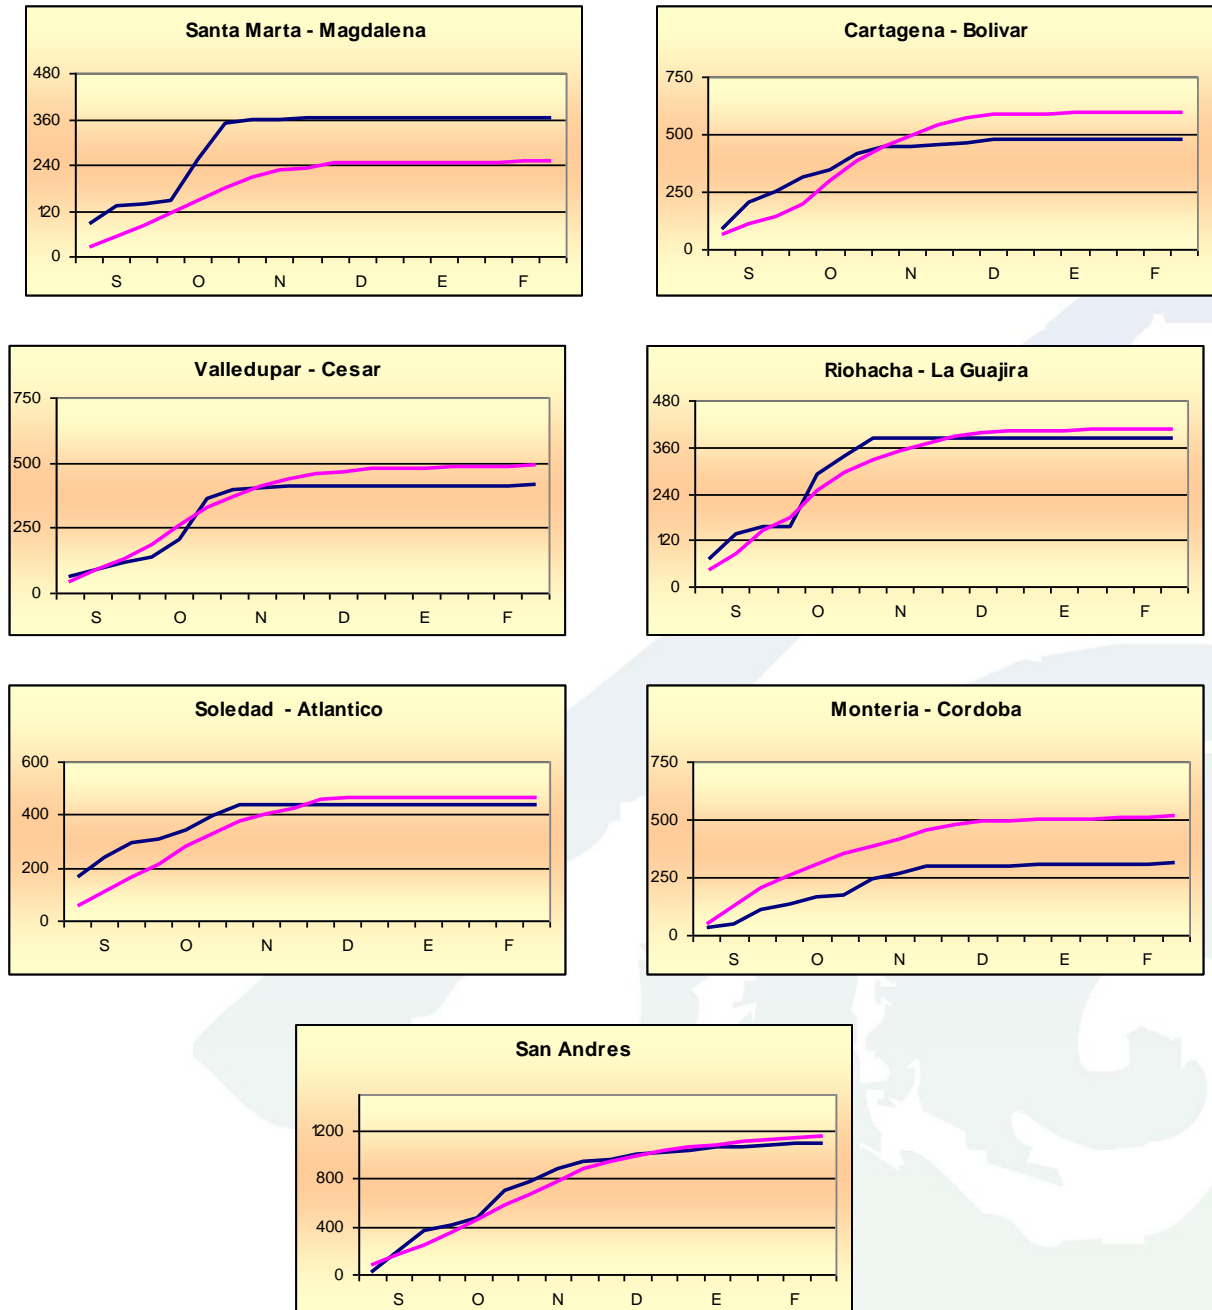 Santa Marta - Magdalena
480
360
240
120
0
S O N D E F
Cartagena - Bolivar
750
500
250
0
S O N D E F
Valledupar - Cesar
750
500
250
0
S O N D E F
Riohacha - La Guajira
480
360
240
120
0
S O N D E F
Soledad - Atlantico
600
400
200
0
S O N D E F
Monteria - Cordoba
750
500
250
0
S O N D E F
San Andres
1200
800
400
0
S O N D E F